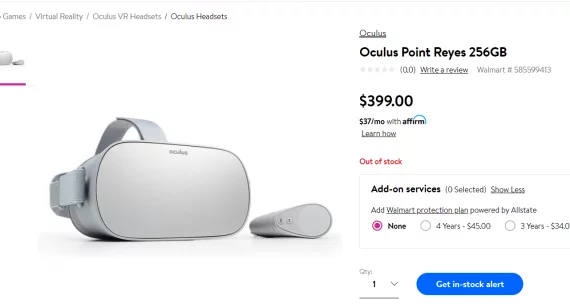 Games / Virtual Reality / Oculus VR Headsets / Oculus Headsets
Oculus
Oculus Point Reyes 256GB
(0.0) Write a review Walmart # 585599413
$399.00
$37/mo with affirm
Learn how
Out of stock
Add-on services (0 Selected) Show Less
Add Walmart protection plan powered by Allstate
None 4 Years - $45.00 3 Years - $34.0
Qty:
1 Get in-stock alert
oculus